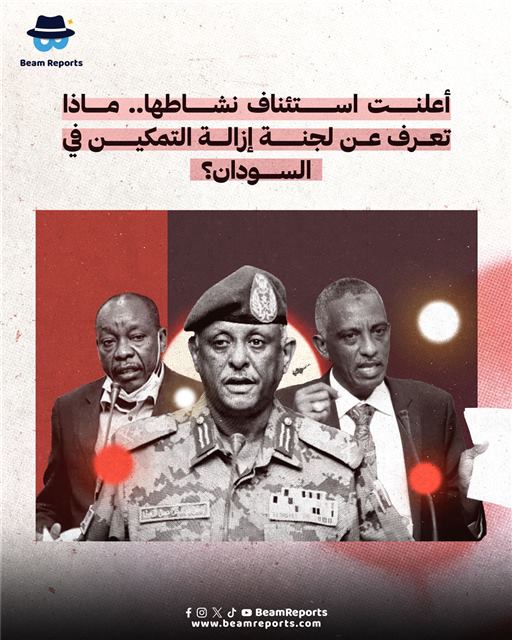 Beam Reports
أعلنت استئناف نشاطها.. ماذا
تعرف عن لجنة إزالة التمكين في
السودان؟
BeamReports
www.beamreports.com